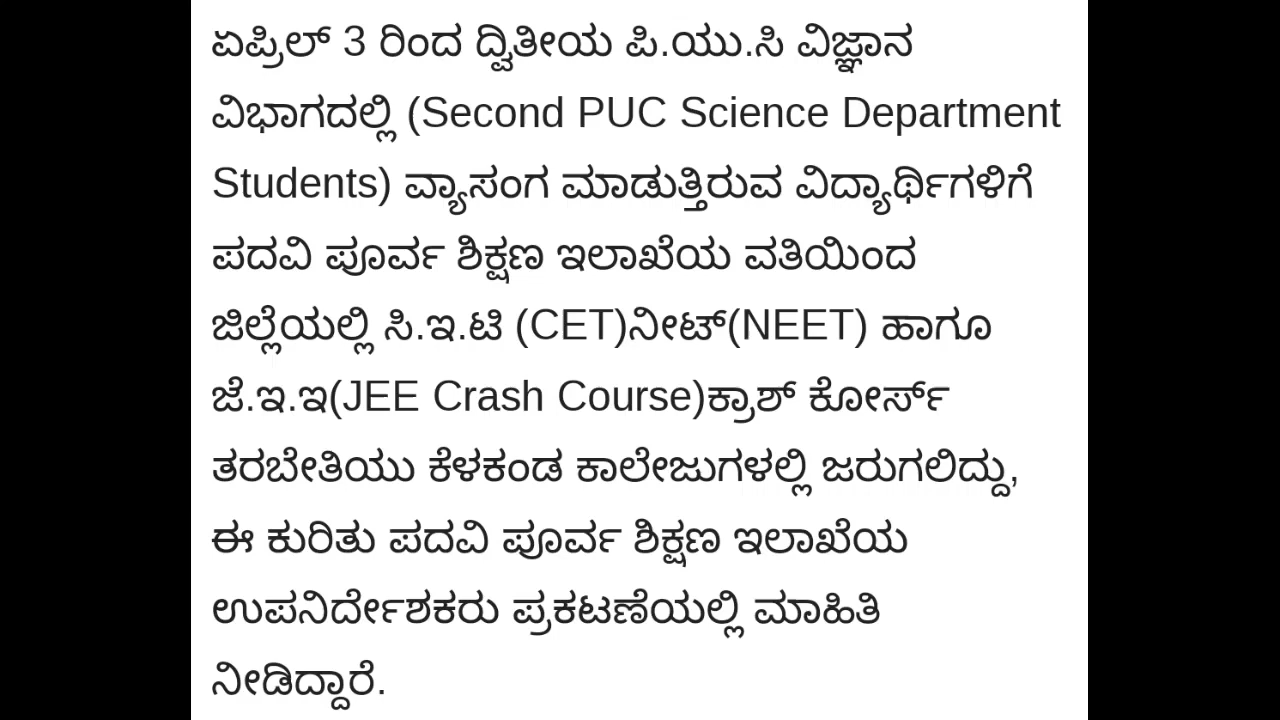 ಏಪ್ರಿಲ್ 3 ರಿಂದ ದ್ವಿತೀಯ ಪಿ.ಯು.ಸಿ ವಿಜ್ಞಾನ
ವಿಭಾಗದಲ್ಲಿ (Second PUC Science Department
Students) ವ್ಯಾಸಂಗ ಮಾಡುತ್ತಿರುವ ವಿದ್ಯಾರ್ಥಿಗಳಿಗೆ
ಪದವಿ ಪೂರ್ವ ಶಿಕ್ಷಣ ಇಲಾಖೆಯ ವತಿಯಿಂದ
ಜಿಲ್ಲೆಯಲ್ಲಿ ಸಿ.ಇ.ಟಿ (CET)ನೀಟ್(NEET) ಹಾಗೂ
ಜೆ.ಇ.ಇ(JEE Crash Course)ಕ್ರಾಶ್ ಕೋರ್ಸ್
ತರಬೇತಿಯು ಕೆಳಕಂಡ ಕಾಲೇಜುಗಳಲ್ಲಿ ಜರುಗಲಿದ್ದು,
ಈ ಕುರಿತು ಪದವಿ ಪೂರ್ವ ಶಿಕ್ಷಣ ಇಲಾಖೆಯ
ಉಪನಿರ್ದೇಶಕರು ಪ್ರಕಟಣೆಯಲ್ಲಿ ಮಾಹಿತಿ
ನೀಡಿದ್ದಾರೆ.